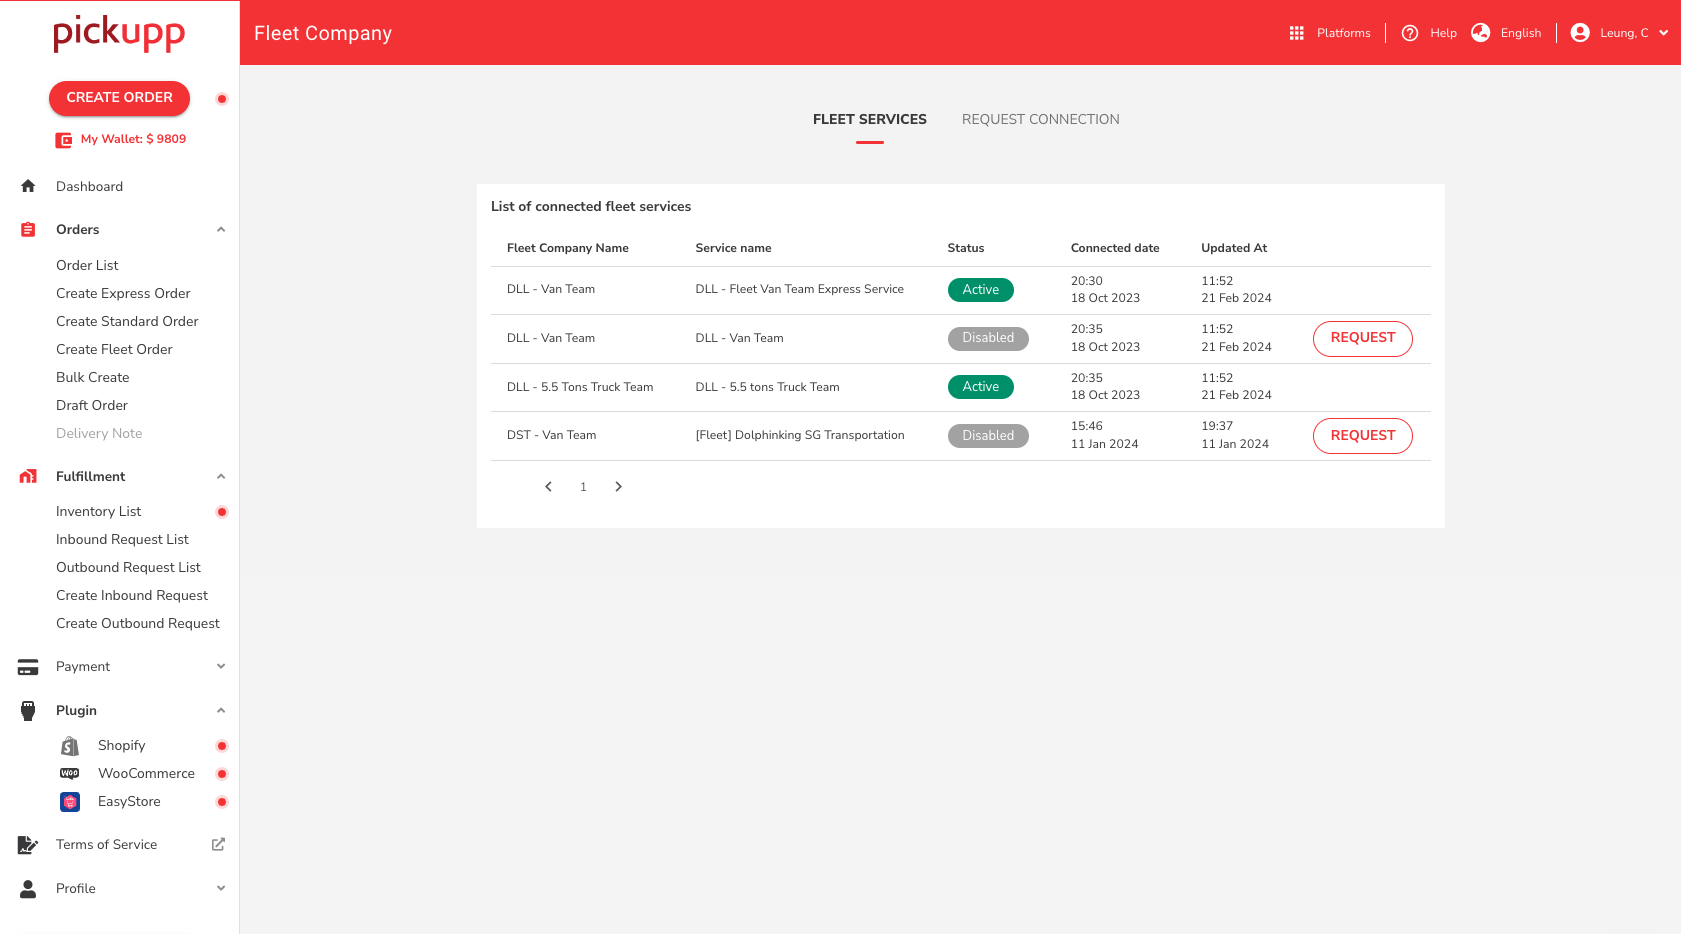 pickupp
Fleet Company
Platforms
Help
English
Leung, C
CREATE ORDER
My Wallet: $ 9809
Dashboard
Orders
Order List
Create Express Order
Create Standard Order
Create Fleet Order
Bulk Create
Draft Order
Delivery Note
Fulfillment
Inventory List
Inbound Request List
Outbound Request List
Create Inbound Request
Create Outbound Request
Payment
Plugin
Shopify
Woo WooCommerce
EasyStore
Terms of Service
Profile
FLEET SERVICES REQUEST CONNECTION
List of connected fleet services
Fleet Company Name Service name Status Connected date Updated At
DLL - Van Team DLL - Fleet Van Team Express Service Active 20:30 11:52
18 Oct 2023 21 Feb 2024
DLL - Van Team DLL - Van Team Disabled 20:35 11:52 REQUEST
18 Oct 2023 21 Feb 2024
DLL - 5.5 Tons Truck Team DLL - 5.5 tons Truck Team Active 20:35 11:52
18 Oct 2023 21 Feb 2024
DST - Van Team [Fleet] Dolphinking SG Transportation Disabled 15:46 19:37 REQUEST
11 Jan 2024 11 Jan 2024
1